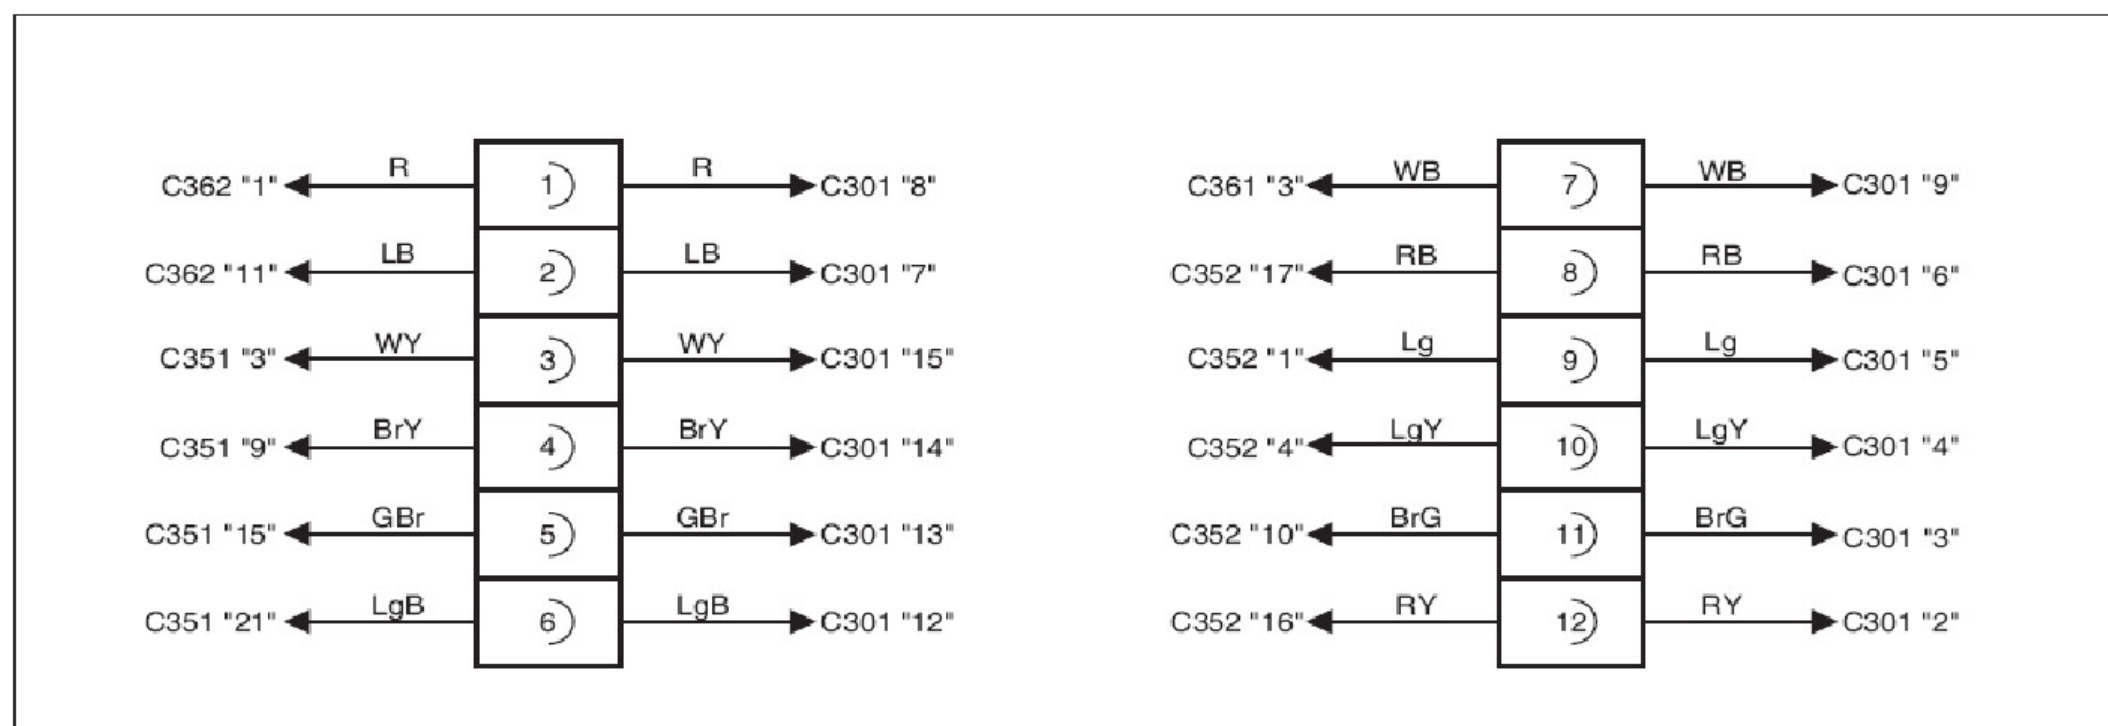 R R
C362 "1" 1 C301 "8"
LB LB
C362 "11" 2 C301 "7"
WY WY
C351 "3" 3 C301 "15"
BrY BrY
C351 "9" 4 C301 "14"
GBr GBr
C351 "15" 5 C301 "13"
LgB LgB
C351 "21" 6 C301 "12"
WB WB
C361 "3" 7 C301 "9"
RB RB
C352 "17" 8 C301 "6"
Lg Lg
C352 "1" 9 C301 "5"
LgY LgY
C352 "4" 10 C301 "4"
BrG BrG
C352 "10" 11 C301 "3"
RY RY
C352 "16" 12 C301 "2"